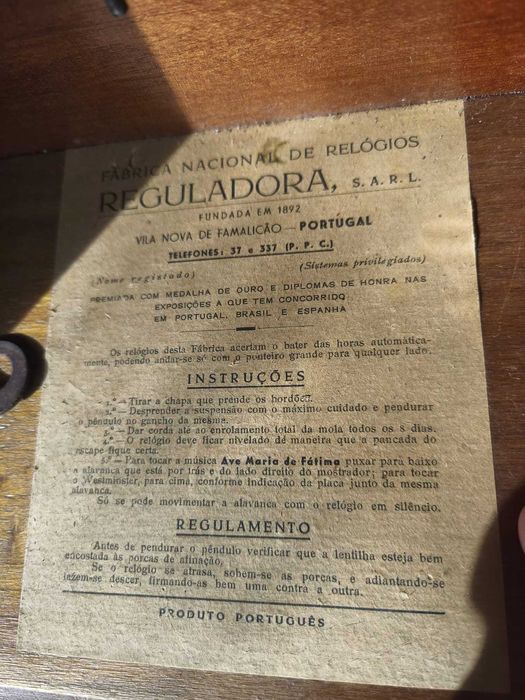 FÁBRICA NACIONAL DE RELÓGIOS
REGULADORA, S. A. R. L.
FUNDADA EM 1892
VILA NOVA DE FAMALICÃO — PORTUGAL
TELEFONES: 37 e 337 (P. P. C.)
(Nome registado) (Sistemas privilegiados)
PREMIADA COM MEDALHA DE OURO E DIPLOMAS DE HONRA NAS
EXPOSIÇÕES A QUE TEM CONCORRIDO
EM PORTUGAL, BRASIL E ESPANHA
Os relógios desta Fábrica acertam o bater das horas automática-
mente, podendo andar-se só com o ponteiro grande para qualquer lado.
INSTRUÇÕES
1.º — Tirar a chapa que prende os bordões.
2.º — Desprender a suspensão com o máximo cuidado e pendurar
o pêndulo no gancho da mesma.
3.º — Dar corda até ao enrolamento total da mola todos os 8 dias.
4.º — O relógio deve ficar nivelado de maneira que a pancada do
escape fique certa.
5.º — Para tocar a música Ave Maria de Fátima puxar para baixo
a alavanca que está por trás e do lado direito do mostrador; para tocar
o Westminster, para cima, conforme indicação da placa junto da mesma
alavanca.
Só se pode movimentar a alavanca com o relógio em silêncio.
REGULAMENTO
Antes de pendurar o pêndulo verificar que a lentilha esteja bem
encostada às porcas de afinação.
Se o relógio se atrasa, sobem-se as porcas, e adiantando-se
fazem-se descer, firmando-as bem uma contra a outra.
PRODUTO PORTUGUÊS